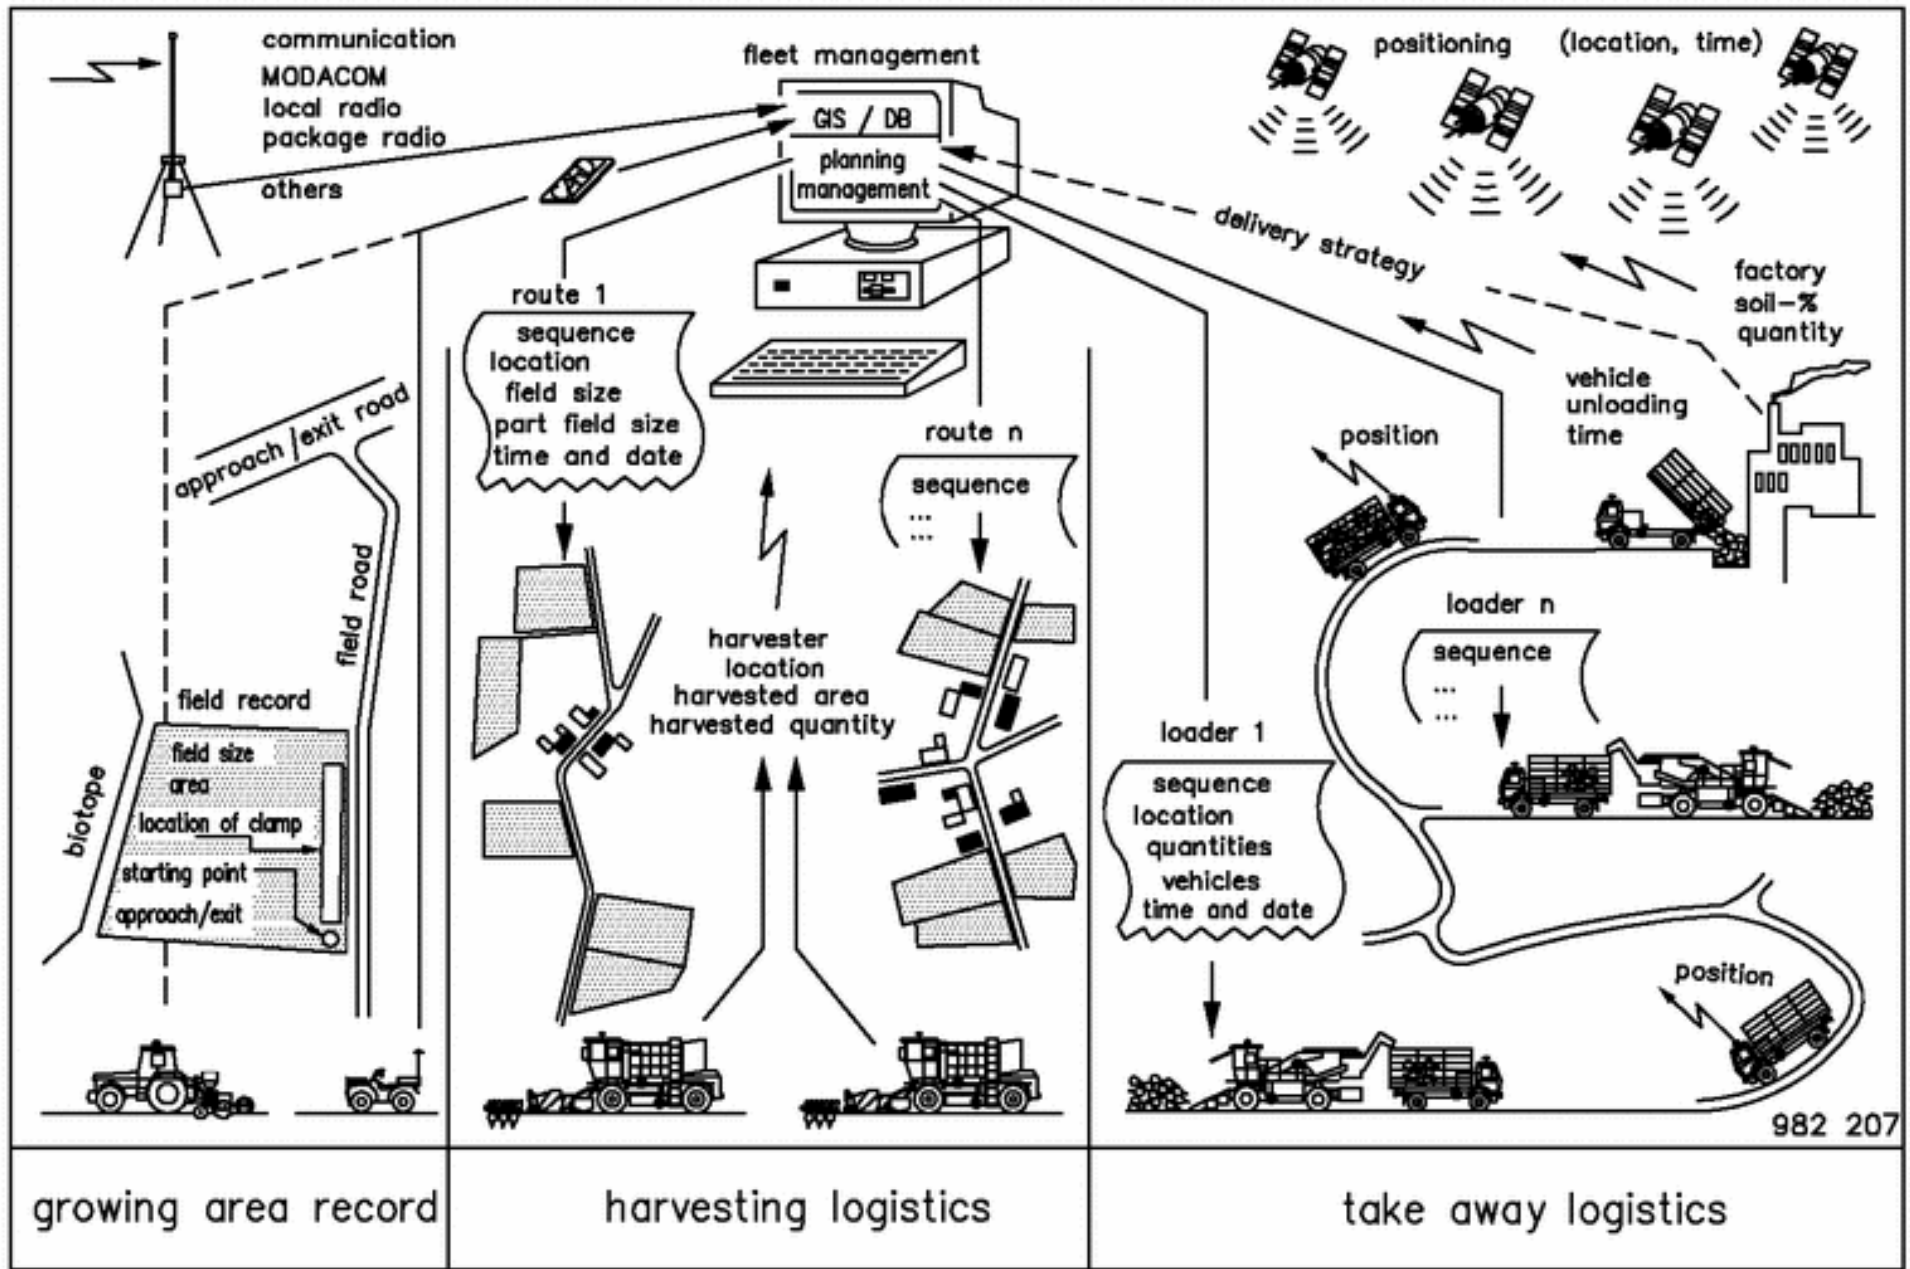 communication
MODACOM
local radio
package radio
others
fleet management
GIS / DB
planning
management
positioning (location, time)
delivery strategy
factory
soil-%
quantity
vehicle
unloading
time
approach/exit road
field road
field record
field size
area
location of clamp
starting point
approach/exit
biotope
route 1
sequence
location
field size
part field size
time and date
route n
sequence
...
...
harvester
location
harvested area
harvested quantity
position
loader n
sequence
...
...
loader 1
sequence
location
quantities
vehicles
time and date
position
982 207
growing area record
harvesting logistics
take away logistics